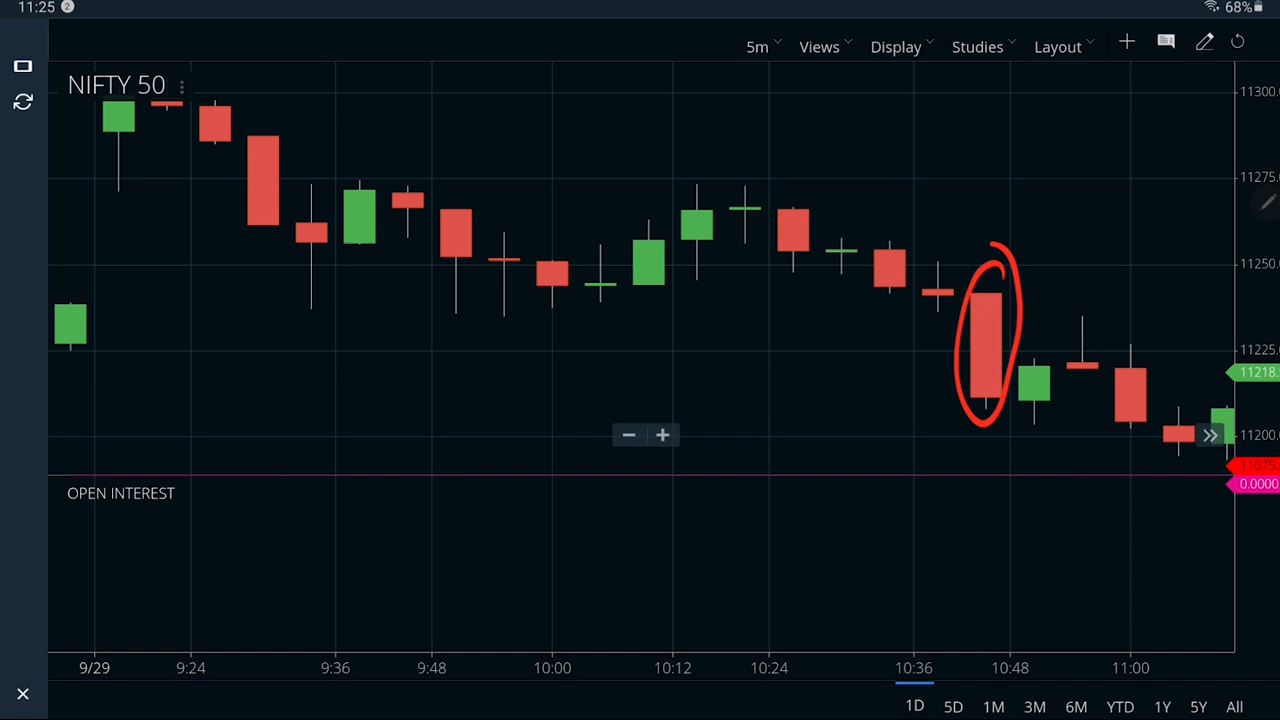 11:25 2 68%
5m Views Display Studies Layout
NIFTY 50
11300.
11275.
11250.
11225.
11218.
11200.
11075
0.0000
OPEN INTEREST
9/29 9:24 9:36 9:48 10:00 10:12 10:24 10:36 10:48 11:00
1D 5D 1M 3M 6M YTD 1Y 5Y All